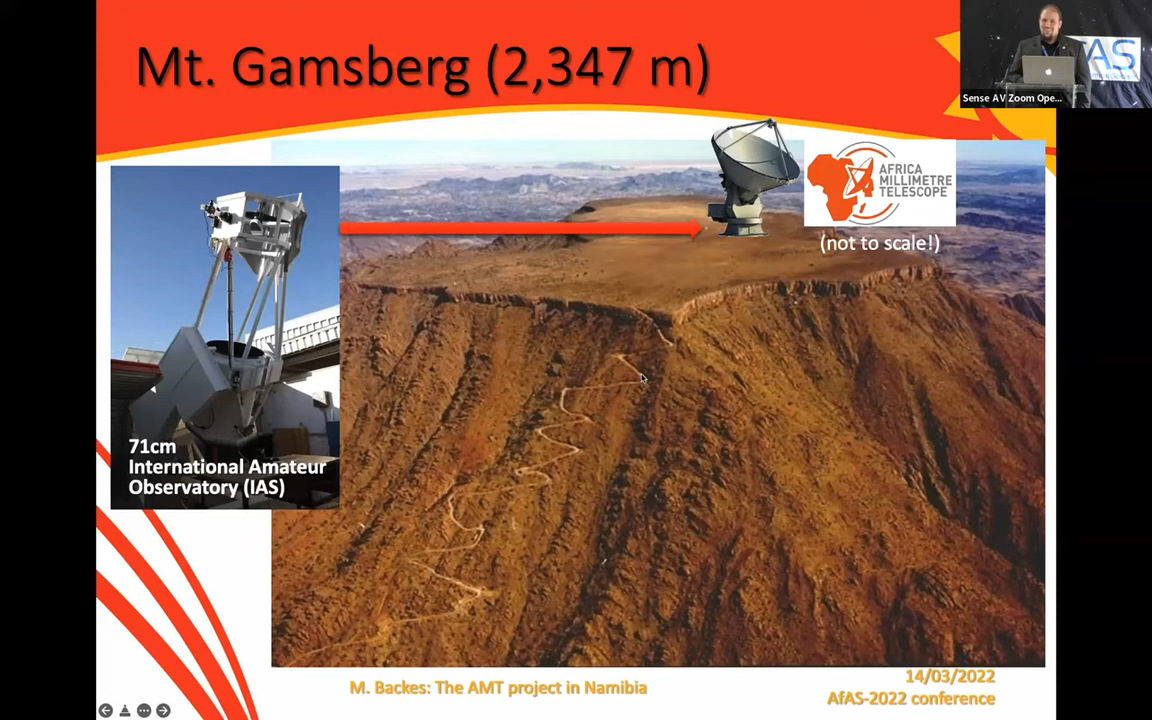 Mt. Gamsberg (2,347 m)
AS
Sense AV Zoom Ope...
AFRICA
MILLIMETRE
TELESCOPE
(not to scale!)
71cm
International Amateur
Observatory (IAS)
M. Backes: The AMT project in Namibia
14/03/2022
AfAS-2022 conference